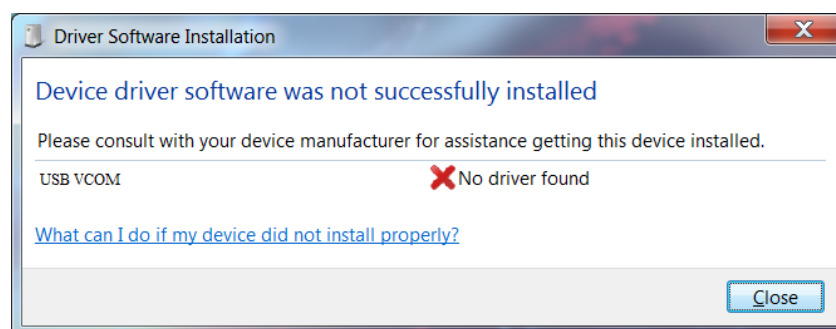 Driver Software Installation
Device driver software was not successfully installed
Please consult with your device manufacturer for assistance getting this device installed.
USB VCOM No driver found
What can I do if my device did not install properly?
Close